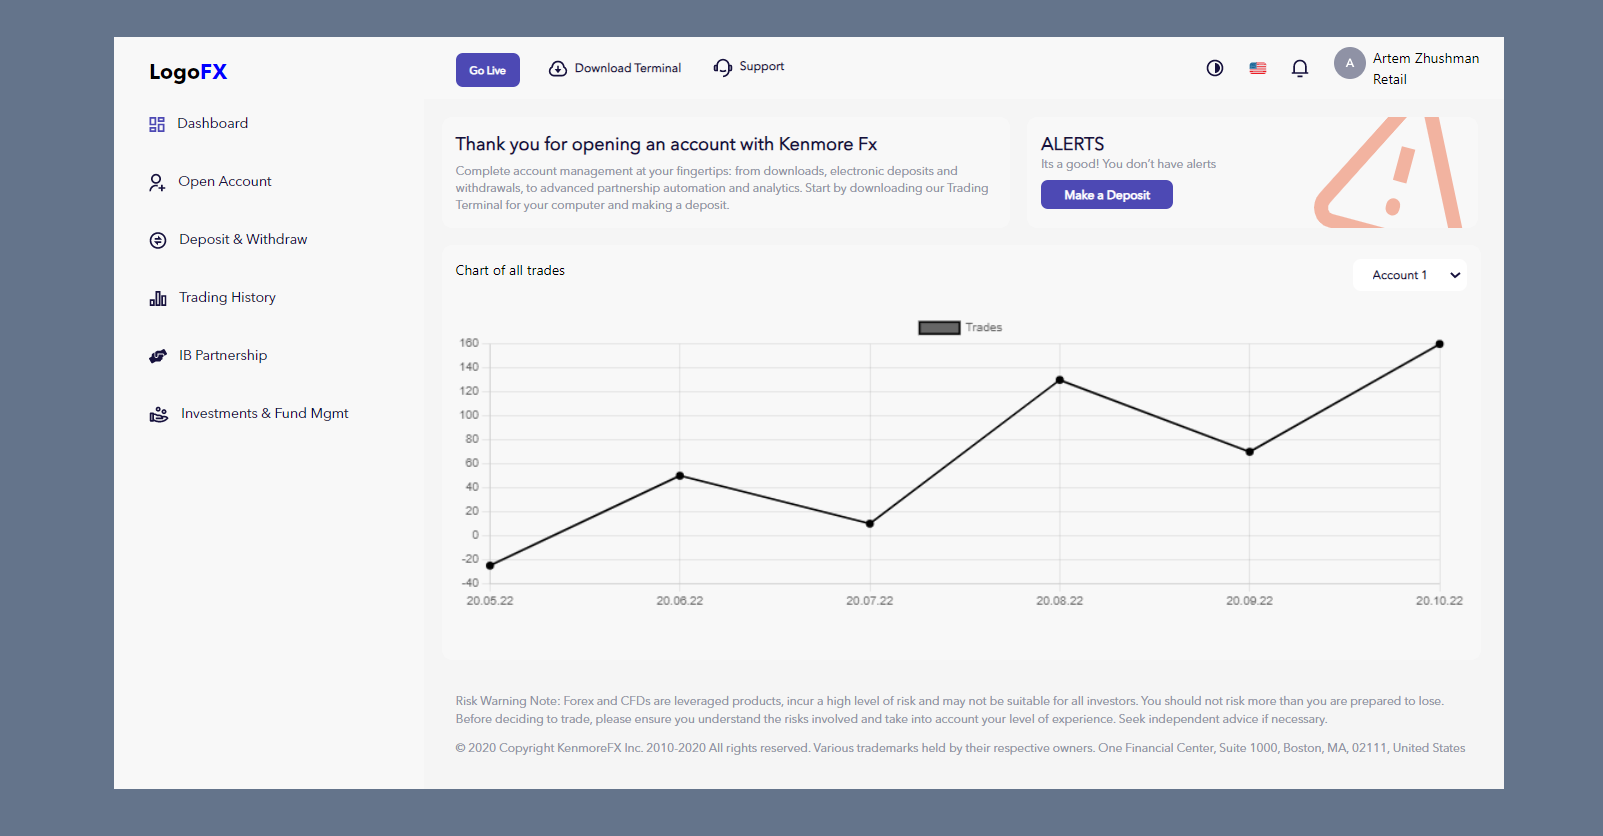 LogoFX
Dashboard
Open Account
Deposit & Withdraw
Trading History
IB Partnership
Investments & Fund Mgmt
Go Live
Download Terminal
Support
A
Artem Zhushman
Retail
Thank you for opening an account with Kenmore Fx
Complete account management at your fingertips: from downloads, electronic deposits and
withdrawals, to advanced partnership automation and analytics. Start by downloading our Trading
Terminal for your computer and making a deposit.
ALERTS
Its a good! You don't have alerts
Make a Deposit
Chart of all trades
Account 1
Trades
160
140
120
100
80
60
40
20
0
-20
-40
20.05.22
20.06.22
20.07.22
20.08.22
20.09.22
20.10.22
Risk Warning Note: Forex and CFDs are leveraged products, incur a high level of risk and may not be suitable for all investors. You should not risk more than you are prepared to lose.
Before deciding to trade, please ensure you understand the risks involved and take into account your level of experience. Seek independent advice if necessary.
© 2020 Copyright KenmoreFX Inc. 2010-2020 All rights reserved. Various trademarks held by their respective owners. One Financial Center, Suite 1000, Boston, MA, 02111, United States